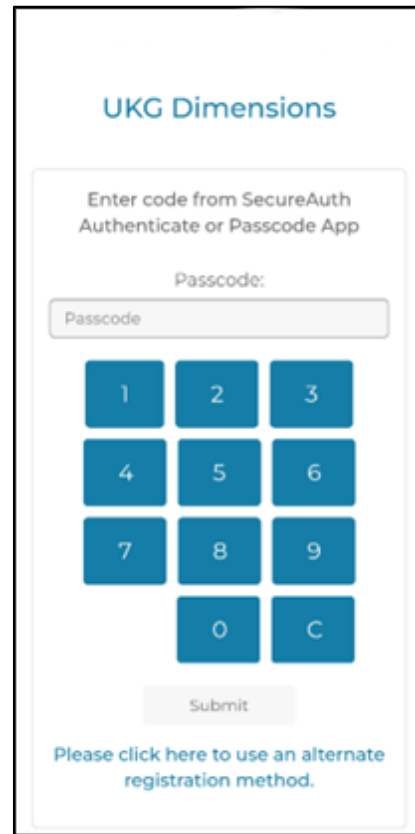 UKG Dimensions
Enter code from SecureAuth
Authenticate or Passcode App
Passcode:
Passcode
1 2 3
4 5 6
7 8 9
0 C
Submit
Please click here to use an alternate
registration method.